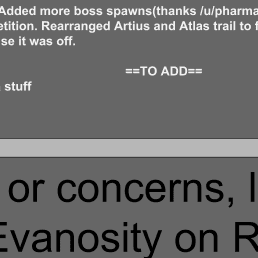 Added more boss spawns(thanks /u/pharma
etition. Rearranged Artius and Atlas trail to f
se it was off.
==TO ADD==
stuff
or concerns, l
Evanosity on R